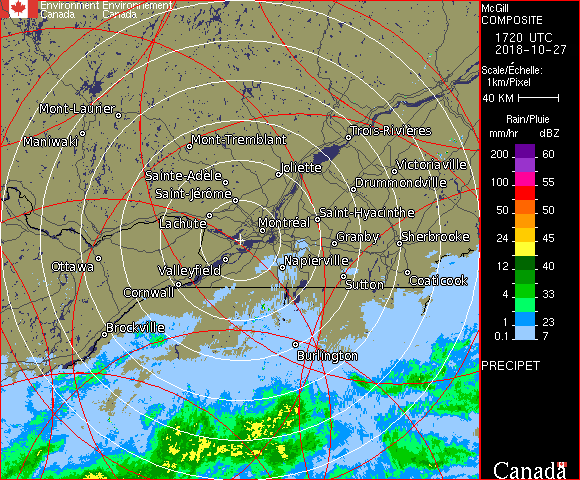 Environment Environnement
Canada Canada
McGill
COMPOSITE
1720 UTC
2018-10-27
Scale/Échelle:
1km/Pixel
40 KM
Rain/Pluie
mm/hr dBZ
200 60
150 57
100 55
50 50
24 45
12 40
4 33
1 23
0.1 7
PRECIPET
Canada
Mont-Laurier
Maniwaki
Mont-Tremblant
Trois-Rivières
Sainte-Adèle
Joliette
Victoriaville
Saint-Jérôme
Drummondville
Lachute
Montréal
Saint-Hyacinthe
Granby
Sherbrooke
Ottawa
Valleyfield
Napierville
Cornwall
Sutton
Coaticook
Brockville
Burlington